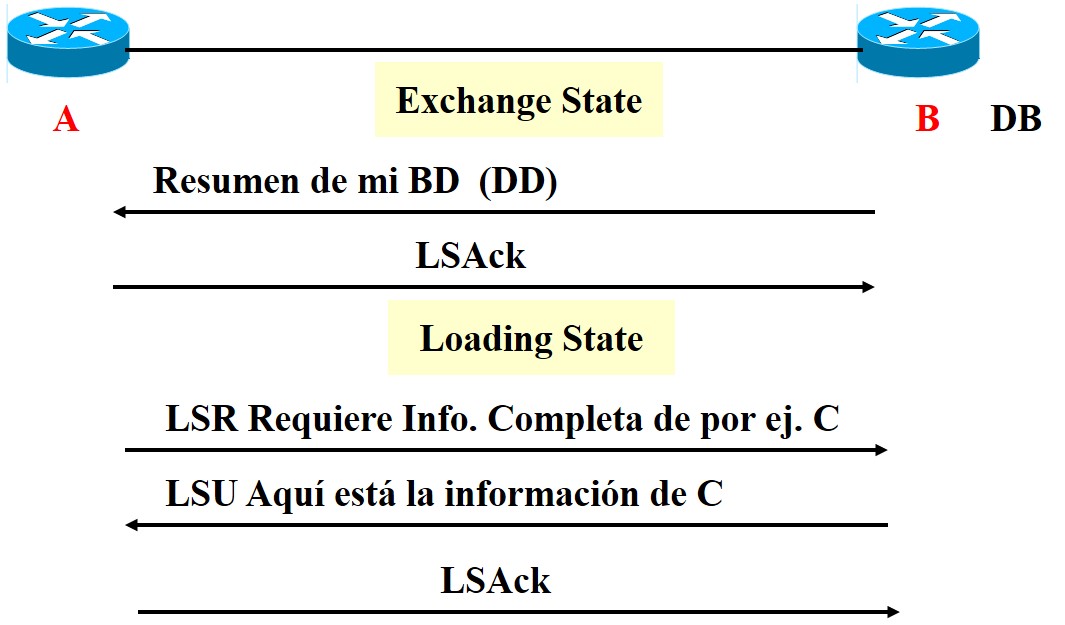 Exchange State
A
B DB
Resumen de mi BD (DD)
LSAck
Loading State
LSR Requiere Info. Completa de por ej. C
LSU Aquí está la información de C
LSAck